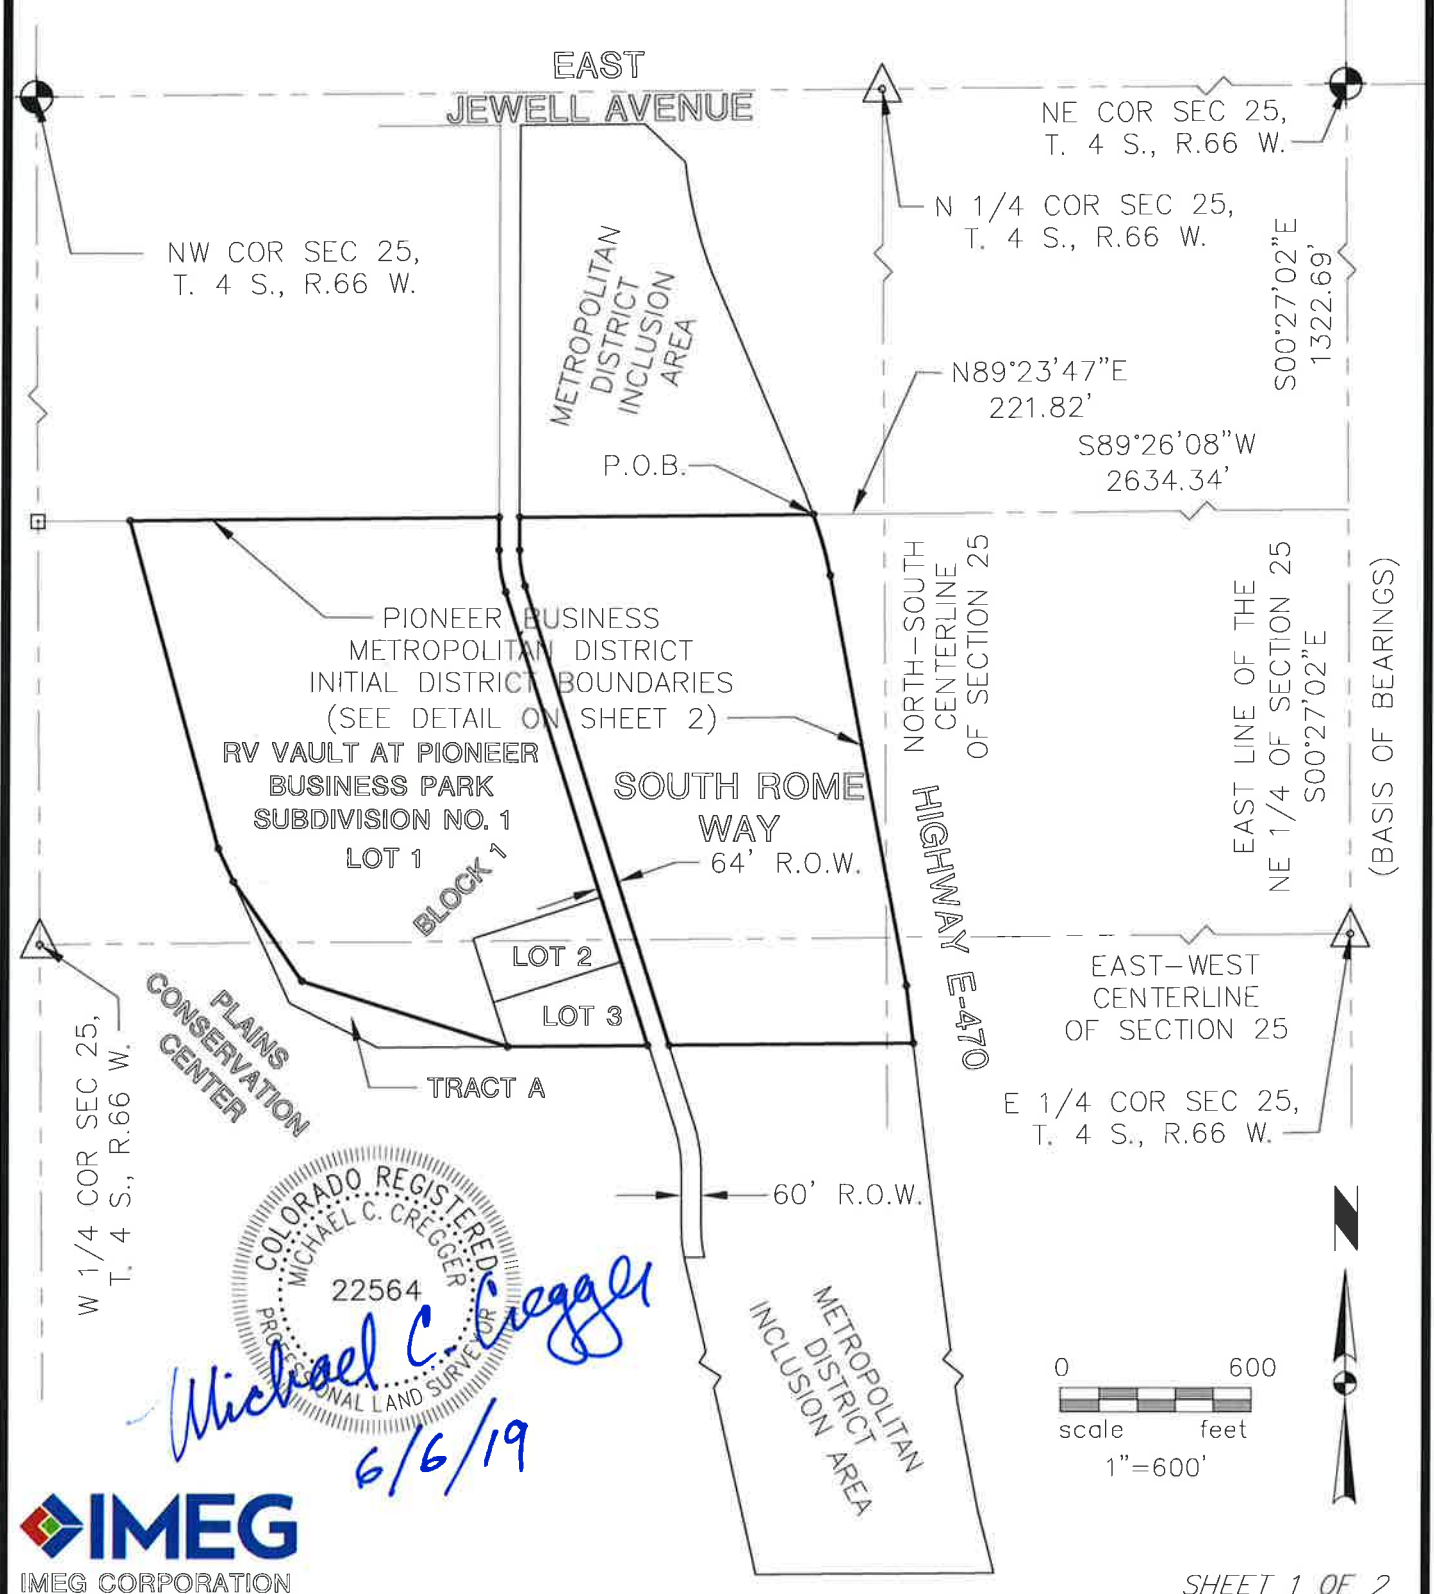 EAST
JEWELL AVENUE
NE COR SEC 25,
T. 4 S., R.66 W.
N 1/4 COR SEC 25,
T. 4 S., R.66 W.
NW COR SEC 25,
T. 4 S., R.66 W.
S00°27'02"E
1322.69'
METROPOLITAN
DISTRICT
INCLUSION
AREA
N89°23'47"E
221.82'
S89°26'08"W
2634.34'
P.O.B.
NORTH-SOUTH
CENTERLINE
OF SECTION 25
EAST LINE OF THE
NE 1/4 OF SECTION 25
S00°27'02"E
(BASIS OF BEARINGS)
PIONEER BUSINESS
METROPOLITAN DISTRICT
INITIAL DISTRICT BOUNDARIES
(SEE DETAIL ON SHEET 2)
RV VAULT AT PIONEER
BUSINESS PARK
SUBDIVISION NO. 1
LOT 1
BLOCK 1
SOUTH ROME
WAY
64' R.O.W.
HIGHWAY E-470
LOT 2
LOT 3
EAST-WEST
CENTERLINE
OF SECTION 25
PLAINS
CONSERVATION
CENTER
W 1/4 COR SEC 25,
T. 4 S., R.66 W.
TRACT A
E 1/4 COR SEC 25,
T. 4 S., R.66 W.
60' R.O.W.
COLORADO REGISTERED
MICHAEL C. CREGGER
22564
PROFESSIONAL LAND SURVEYOR
Michael C. Cregger
6/6/19
METROPOLITAN
DISTRICT
INCLUSION AREA
N
0 600
scale feet
1"=600'
IMEG
IMEG CORPORATION
SHEET 1 OF 2